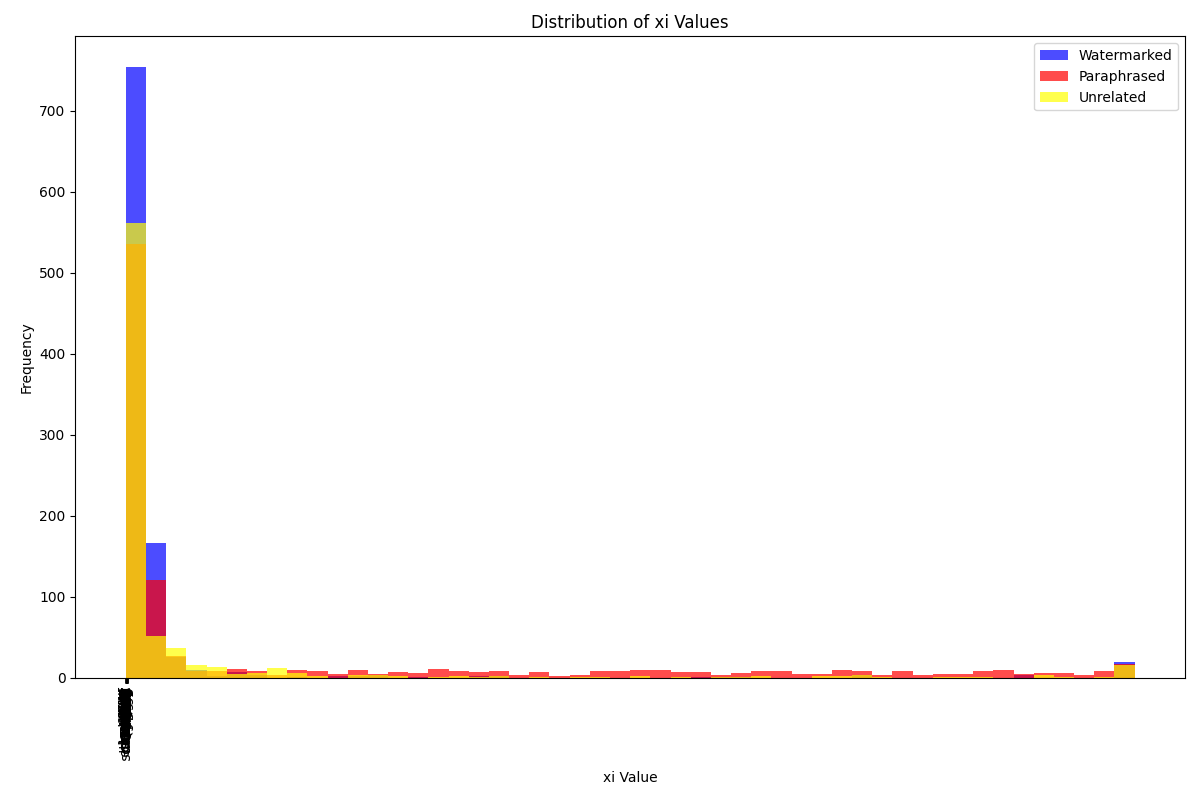 Distribution of xi Values
Watermarked
Paraphrased
Unrelated
Frequency
700
600
500
400
300
200
100
0
xi Value